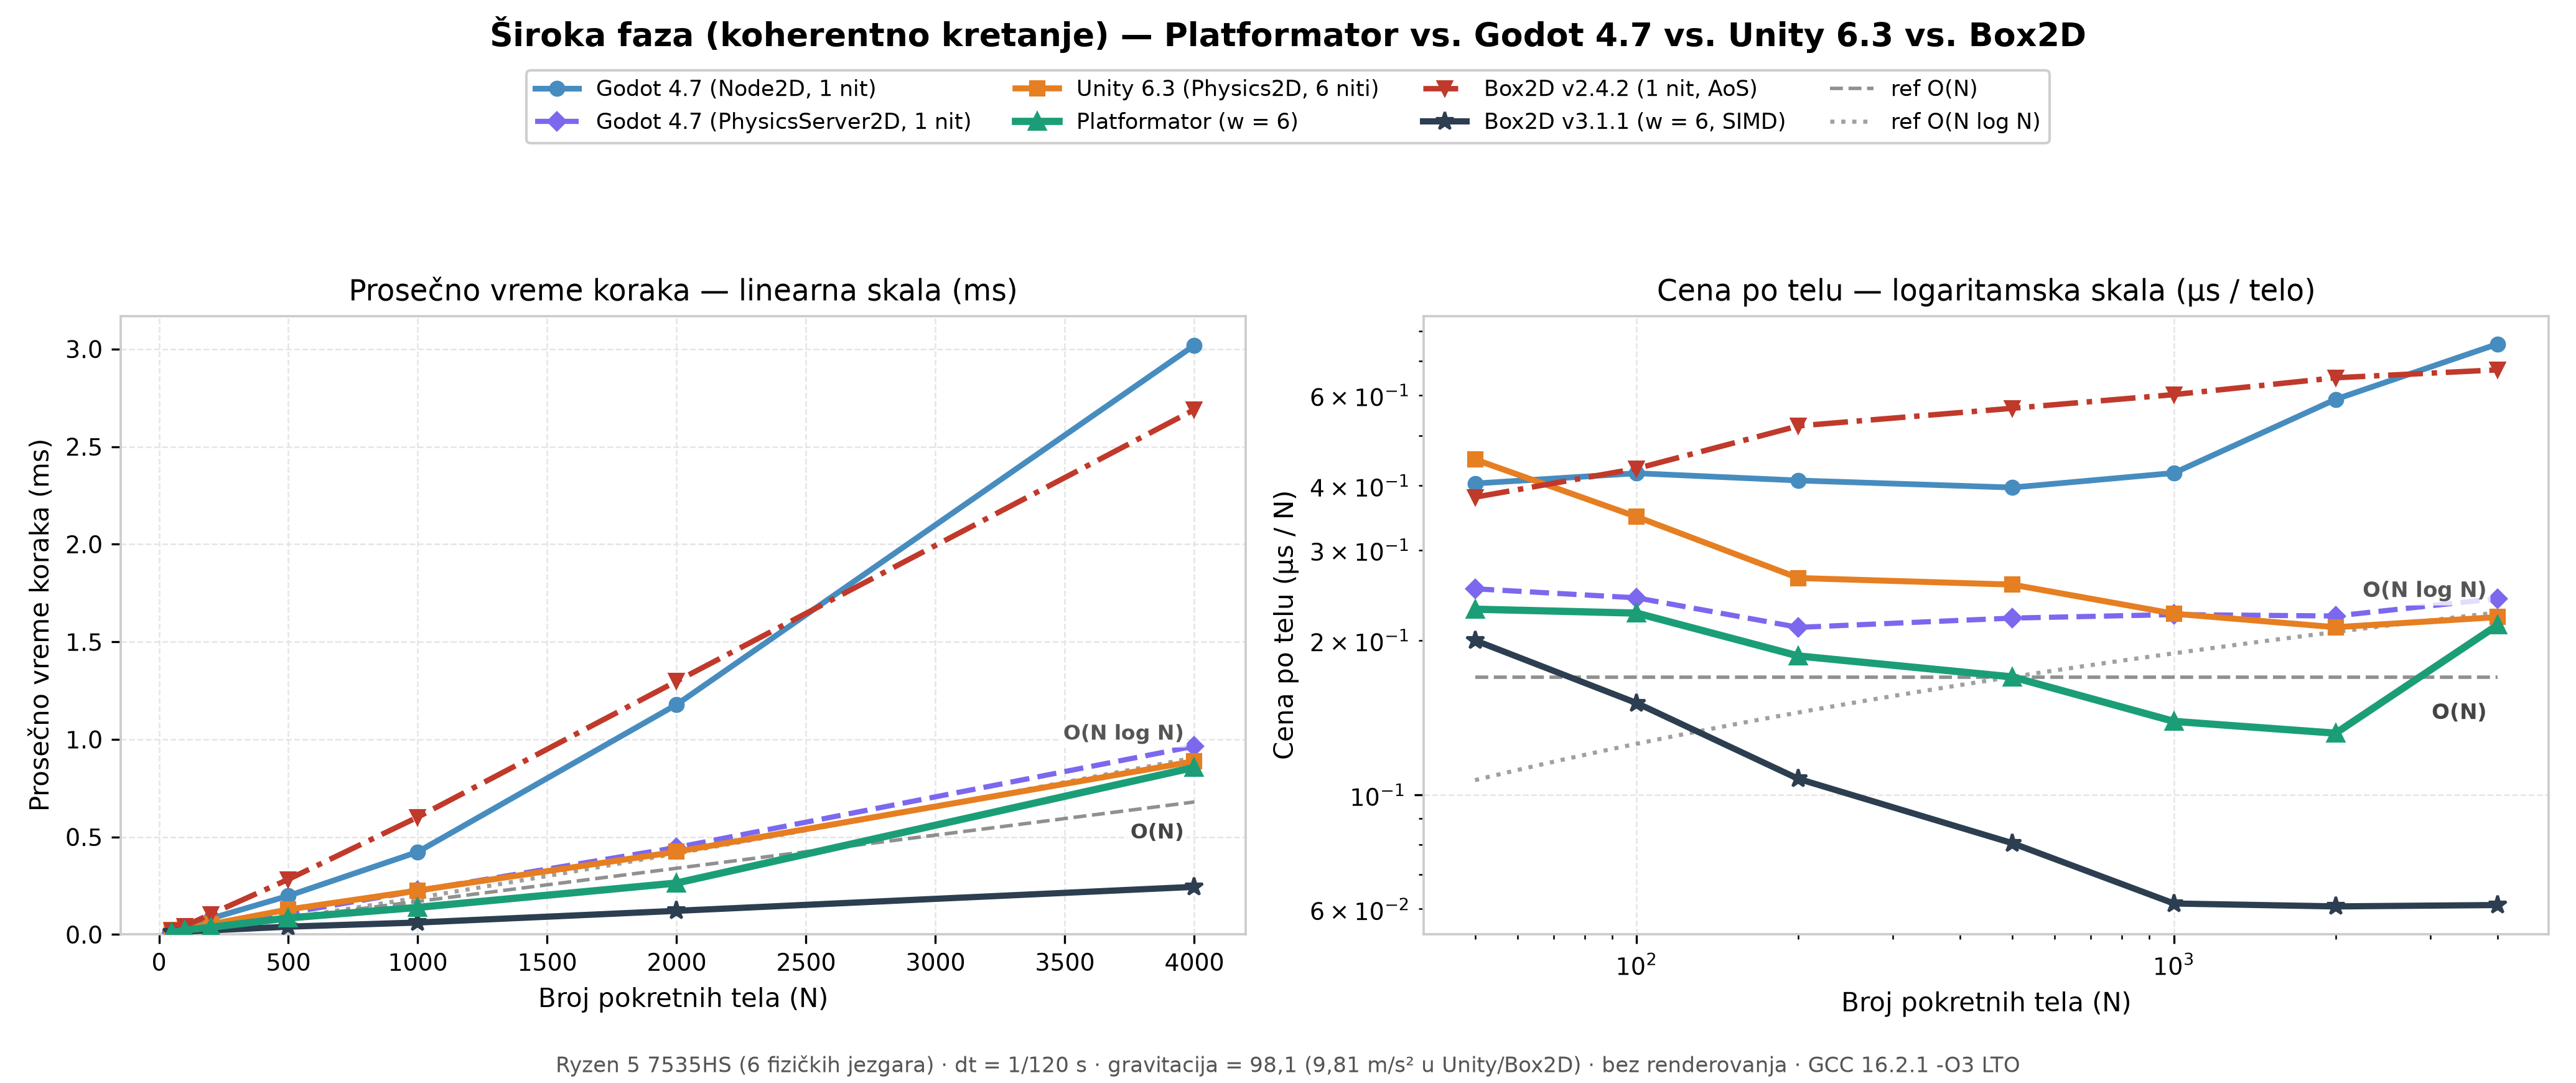 Široka faza (koherentno kretanje) — Platformator vs. Godot 4.7 vs. Unity 6.3 vs. Box2D
Godot 4.7 (Node2D, 1 nit)
Godot 4.7 (PhysicsServer2D, 1 nit)
Unity 6.3 (Physics2D, 6 niti)
Platformator (w = 6)
Box2D v2.4.2 (1 nit, AoS)
Box2D v3.1.1 (w = 6, SIMD)
ref O(N)
ref O(N log N)
Prosečno vreme koraka — linearna skala (ms)
Prosečno vreme koraka (ms)
3.0
2.5
2.0
1.5
1.0
0.5
0.0
O(N log N)
O(N)
0 500 1000 1500 2000 2500 3000 3500 4000
Broj pokretnih tela (N)
Cena po telu — logaritamska skala (µs / telo)
Cena po telu (µs / N)
6 × 10⁻¹
4 × 10⁻¹
3 × 10⁻¹
2 × 10⁻¹
10⁻¹
6 × 10⁻²
O(N log N)
O(N)
10² 10³
Broj pokretnih tela (N)
Ryzen 5 7535HS (6 fizičkih jezgara) · dt = 1/120 s · gravitacija = 98,1 (9,81 m/s² u Unity/Box2D) · bez renderovanja · GCC 16.2.1 -O3 LTO